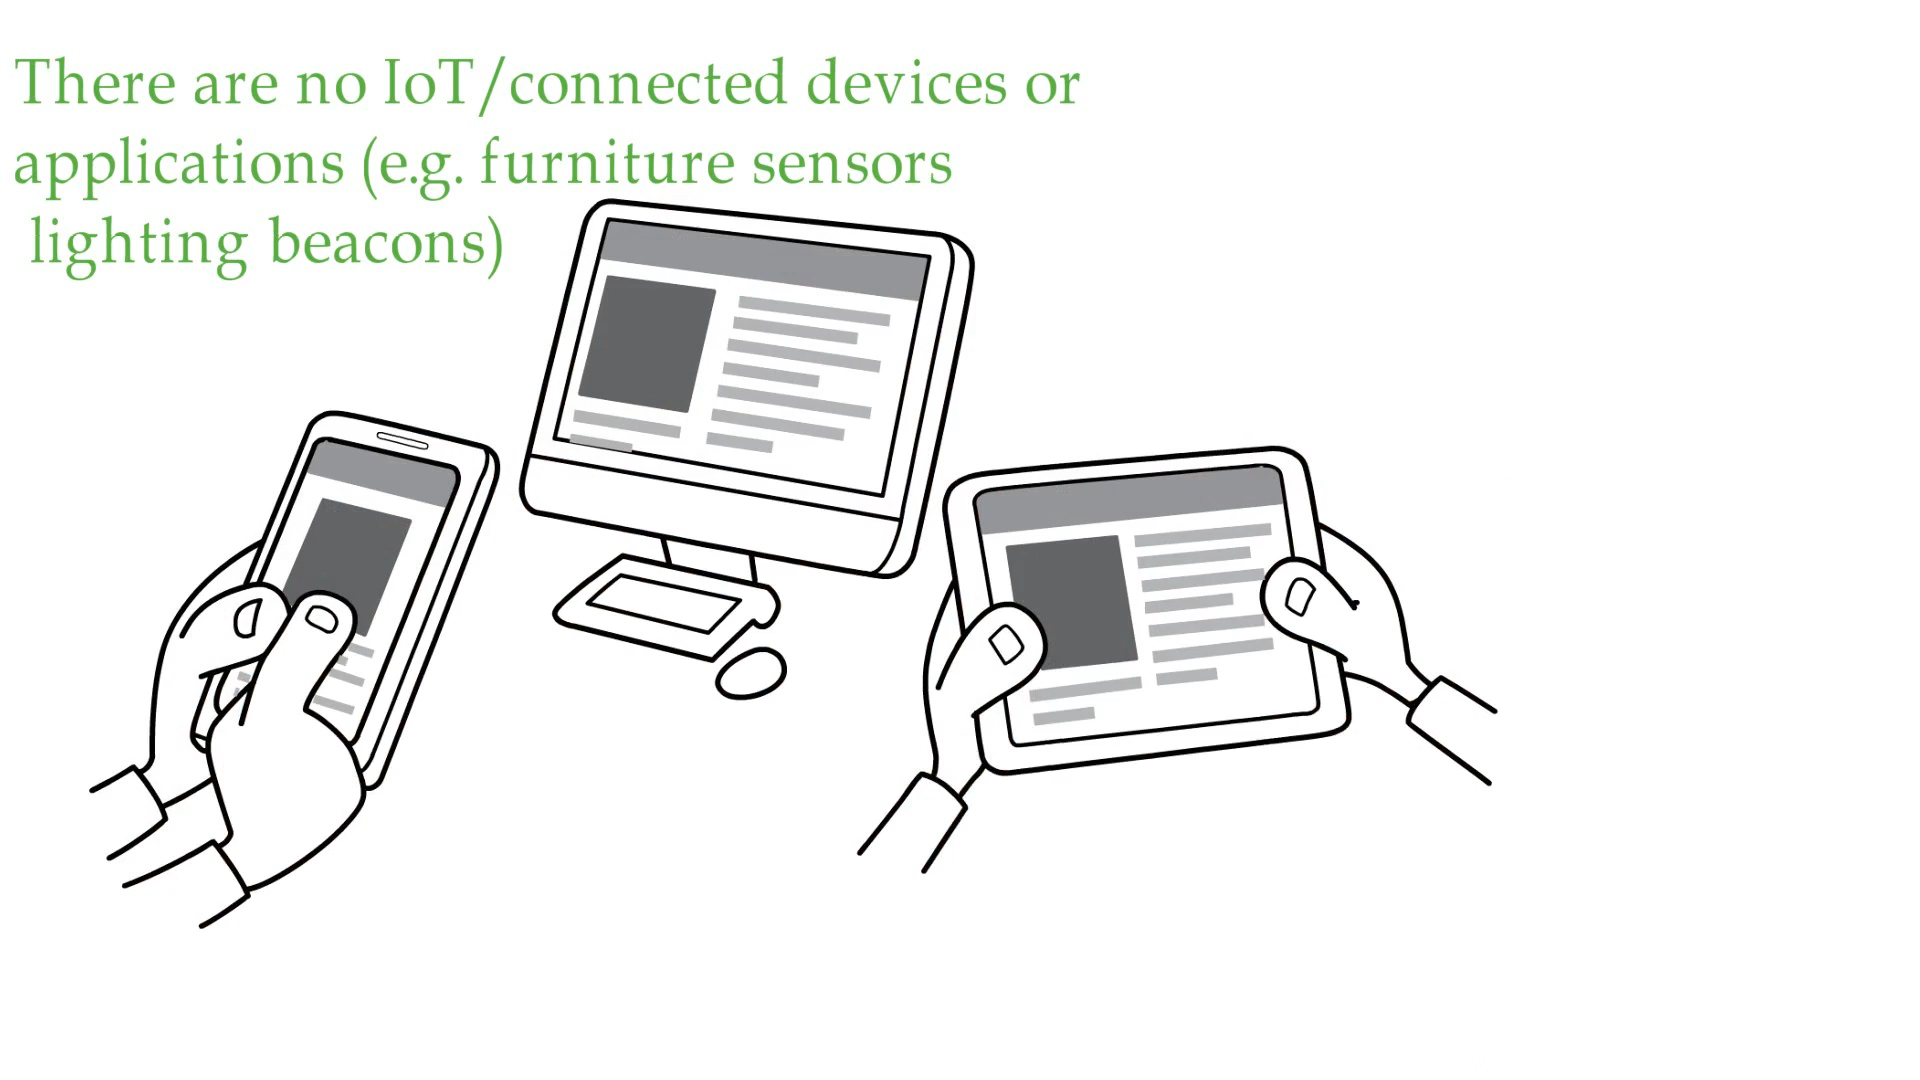 There are no IoT/connected devices or
applications (e.g. furniture sensors
lighting beacons)